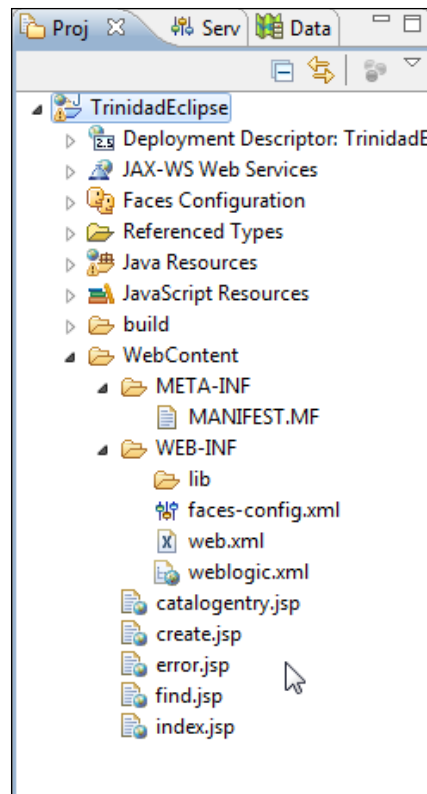 Proj Serv Data
TrinidadEclipse
2.5 Deployment Descriptor: TrinidadE
JAX-WS Web Services
Faces Configuration
Referenced Types
Java Resources
JavaScript Resources
build
WebContent
META-INF
MANIFEST.MF
WEB-INF
lib
faces-config.xml
X web.xml
weblogic.xml
catalogentry.jsp
create.jsp
error.jsp
find.jsp
index.jsp